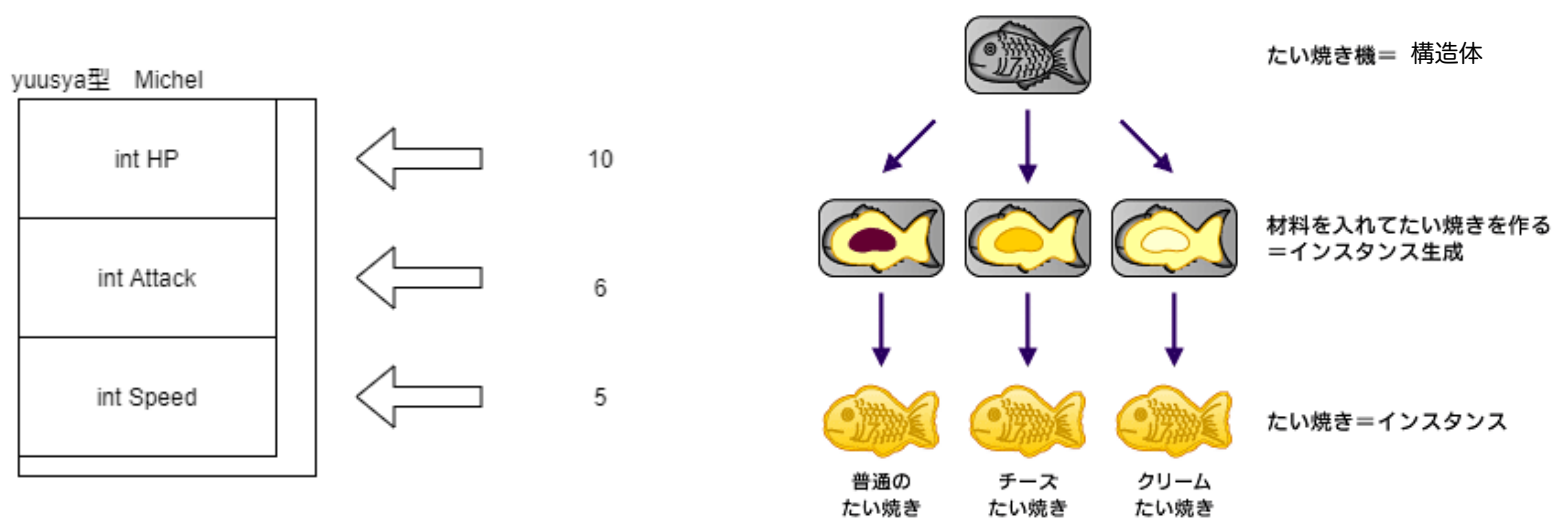 yuusya型 Michel
int HP
10
int Attack
6
int Speed
5
たい焼き機＝ 構造体
材料を入れてたい焼きを作る
＝インスタンス生成
たい焼き＝インスタンス
普通の
たい焼き
チーズ
たい焼き
クリーム
たい焼き